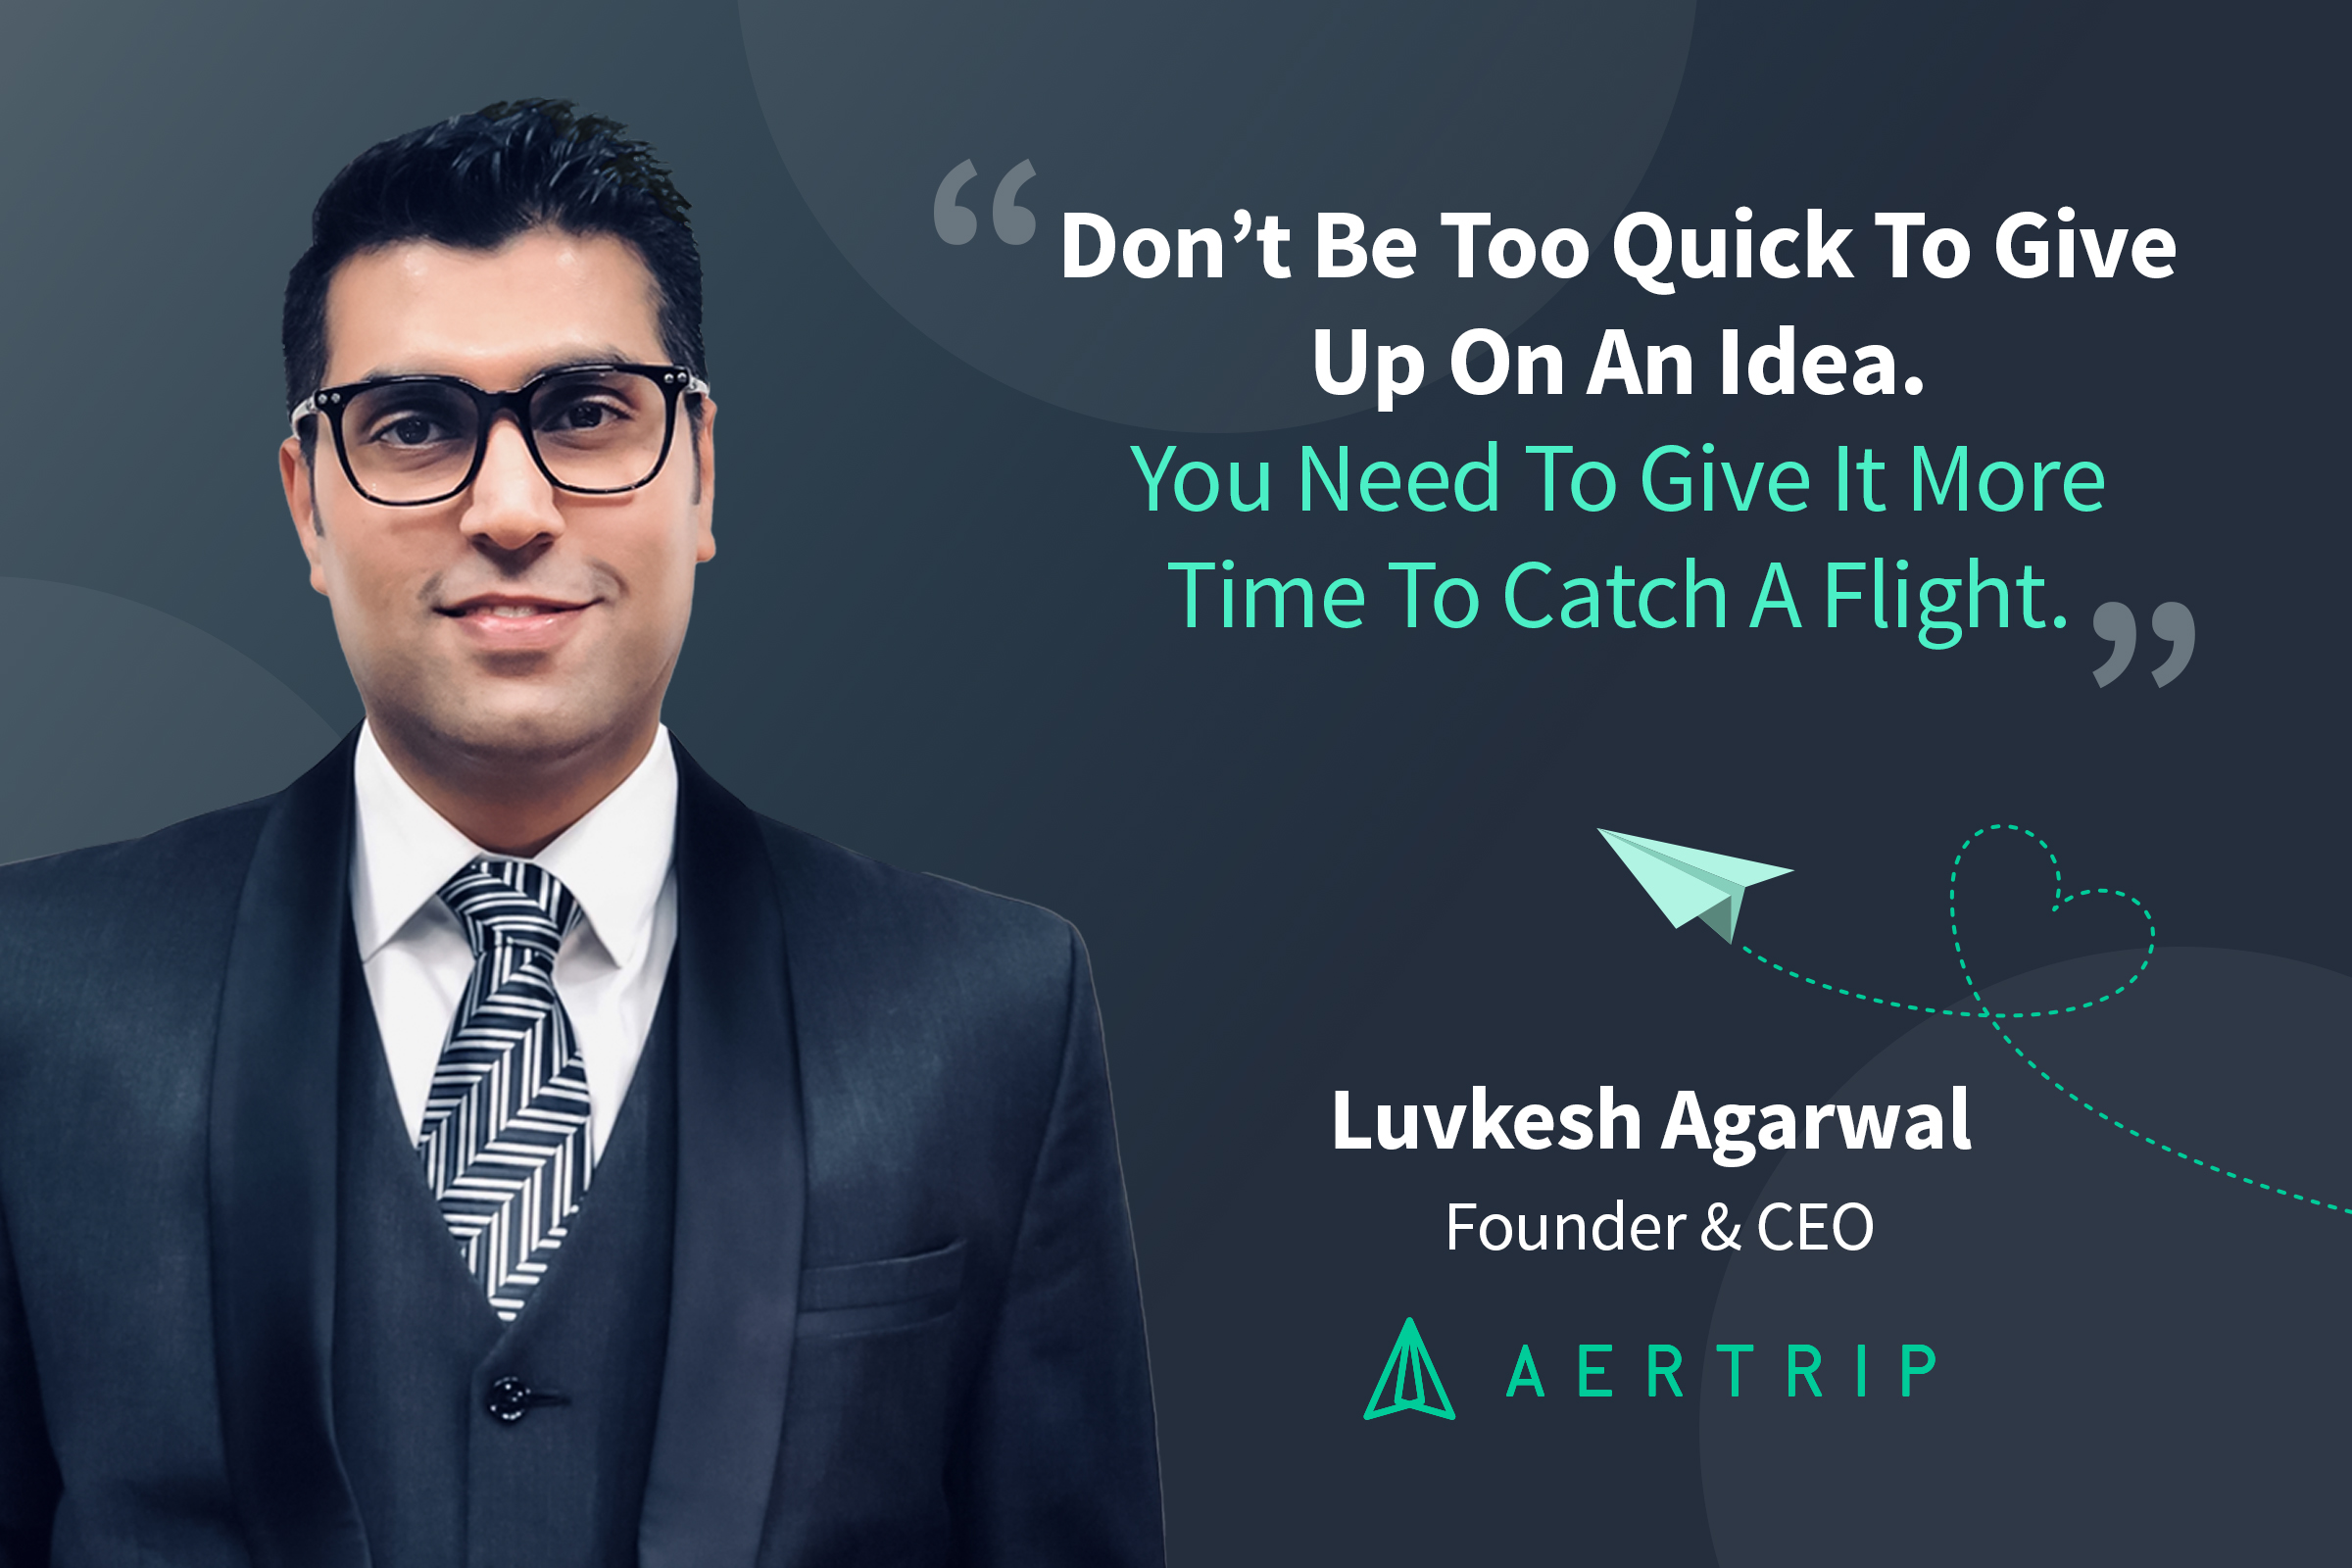 “Don’t Be Too Quick To Give
Up On An Idea.
You Need To Give It More
Time To Catch A Flight.”
Luvkesh Agarwal
Founder & CEO
AERTRIP